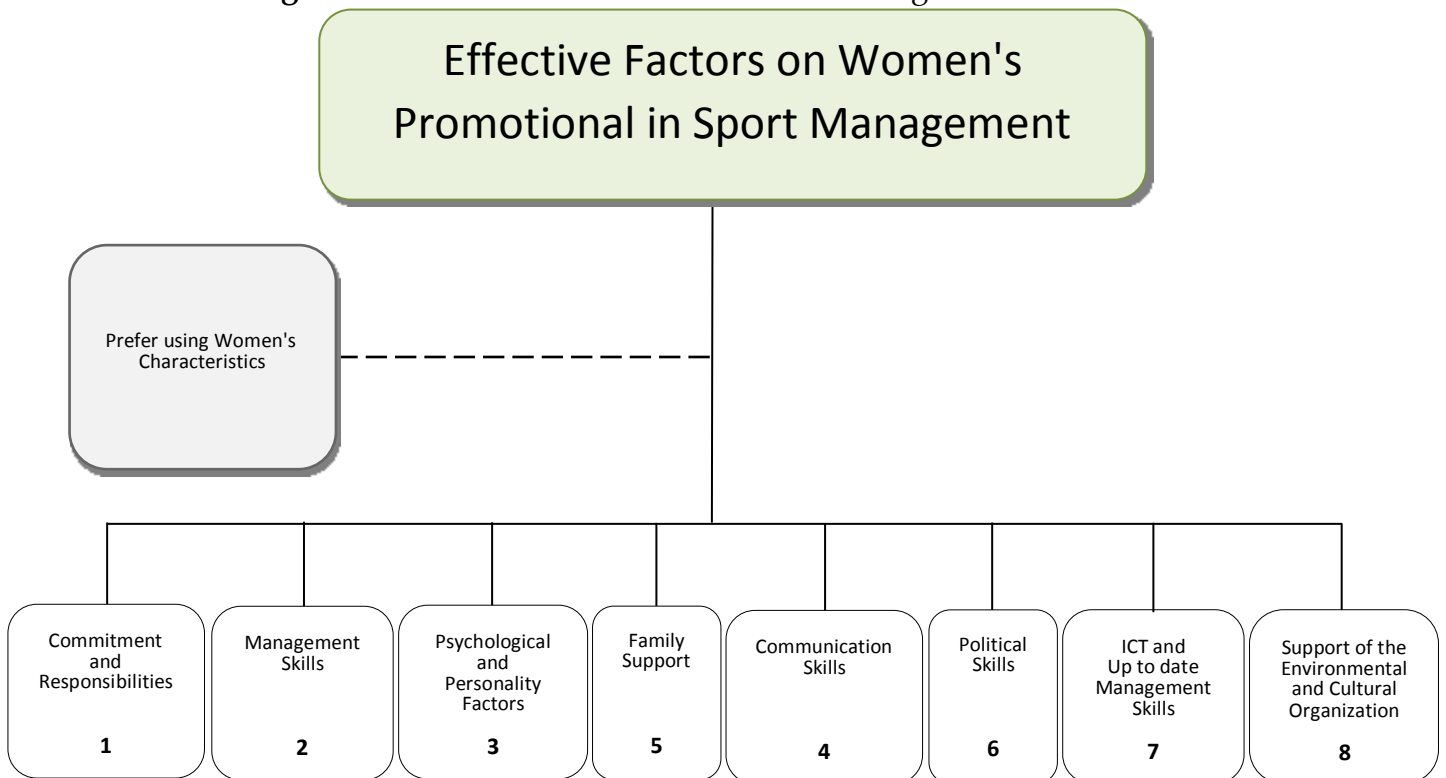 Effective Factors on Women's
Promotional in Sport Management
Prefer using Women's
Characteristics
Commitment
and
Responsibilities
1
Management
Skills
2
Psychological
and
Personality
Factors
3
Family
Support
5
Communication
Skills
4
Political
Skills
6
ICT and
Up to date
Management
Skills
7
Support of the
Environmental
and Cultural
Organization
8